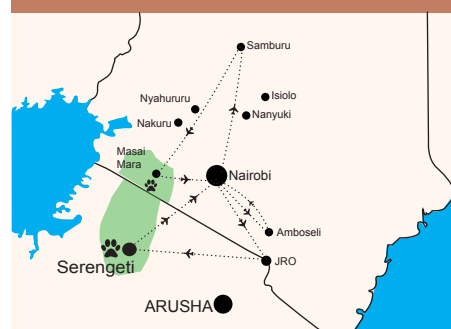 Samburu
Isiolo
Nyahururu
Nanyuki
Nakuru
Masai
Mara
Nairobi
Amboseli
Serengeti
JRO
ARUSHA